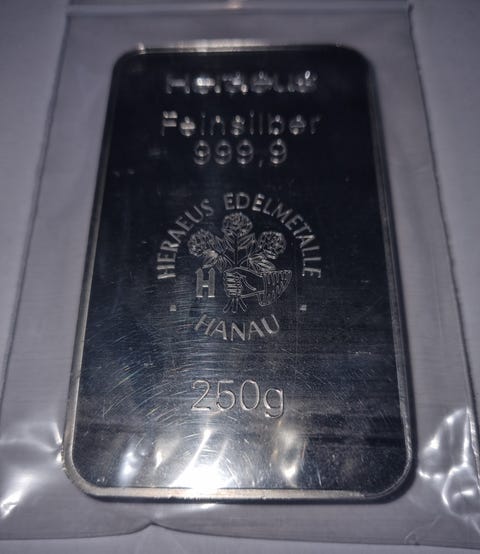 Heraeus
Feinsilber
999,9
HERAEUS EDELMETALLE
H
HANAU
250g